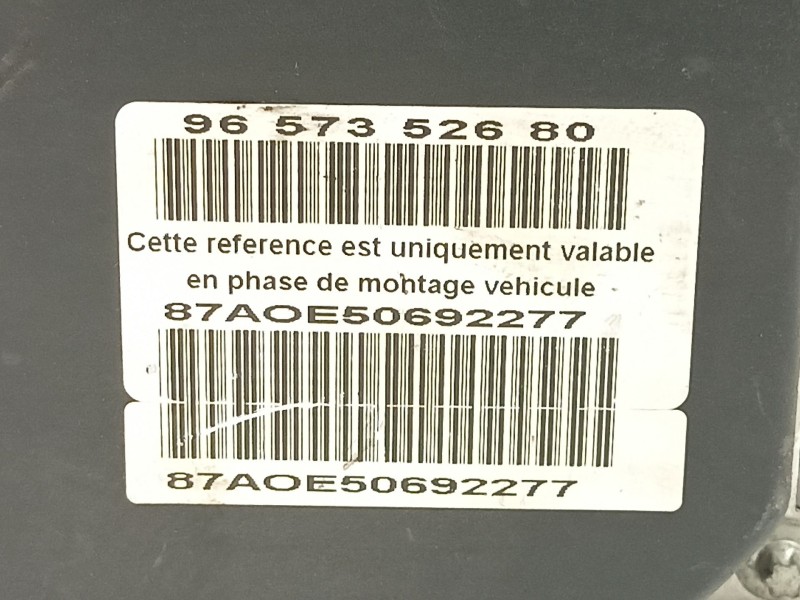 96 573 526 80
Cette reference est uniquement valable
en phase de montage vehicule
87AOE50692277
87AOE50692277